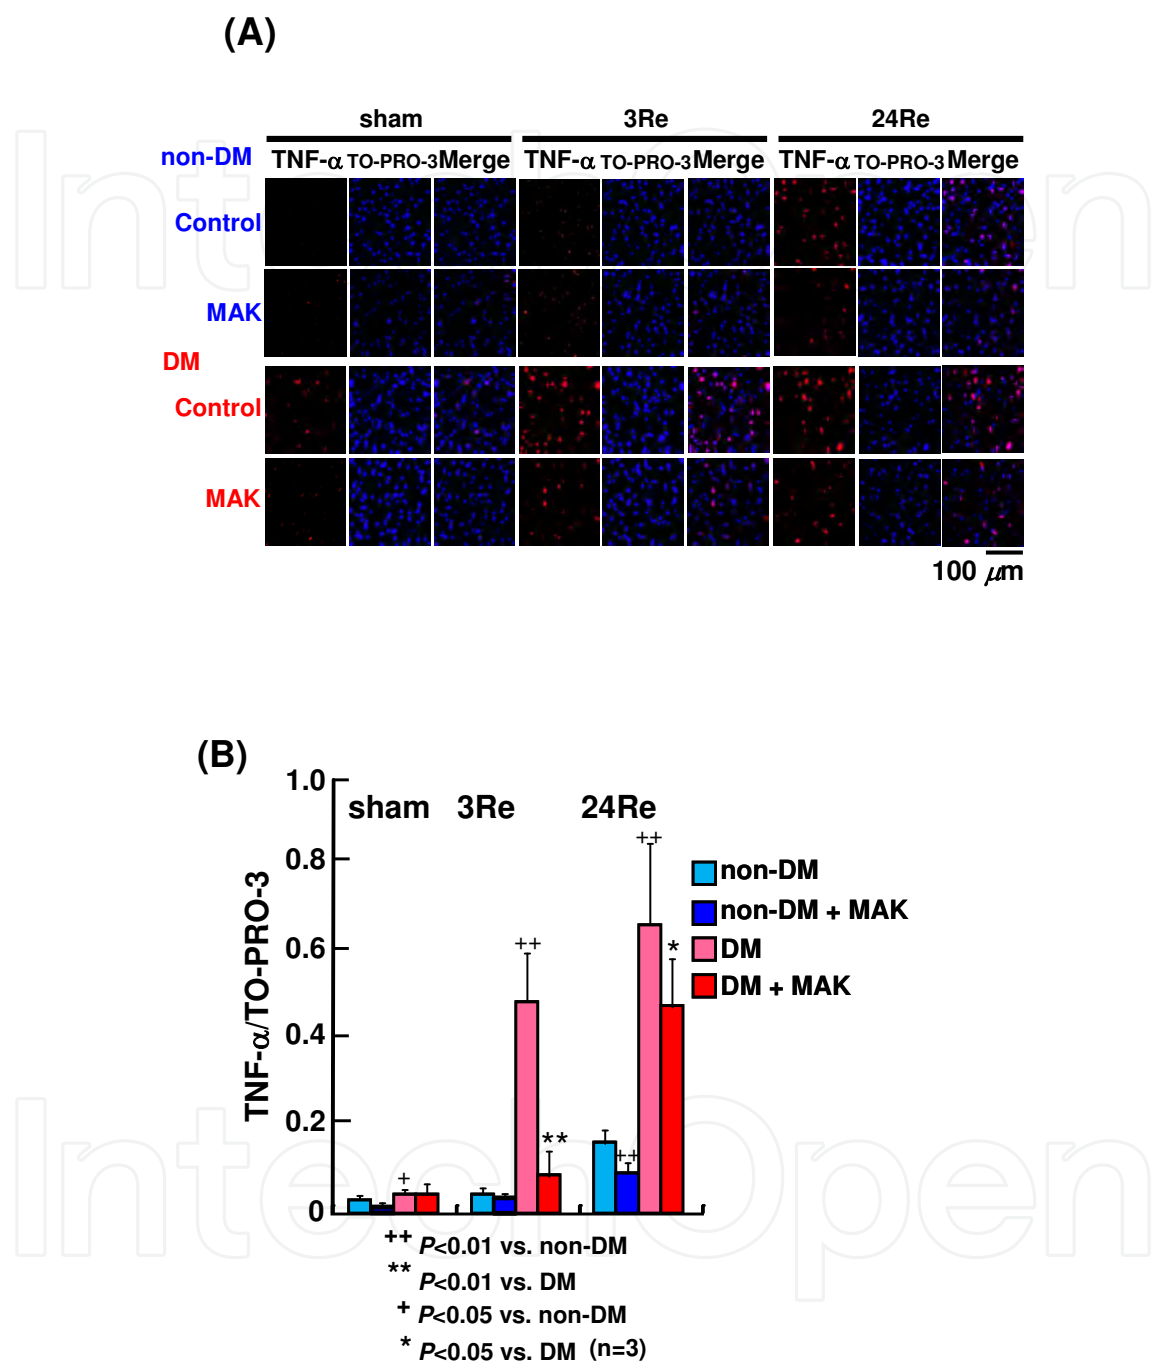 (A)
sham 3Re 24Re
non-DM TNF-α TO-PRO-3 Merge TNF-α TO-PRO-3 Merge TNF-α TO-PRO-3 Merge
Control
MAK
DM
Control
MAK
100 μm
(B)
1.0
sham 3Re 24Re
++
0.8
non-DM
non-DM + MAK
++
*
DM
0.6
DM + MAK
TNF-α/TO-PRO-3
0.4
0.2
**
++
+
0
++ P<0.01 vs. non-DM
** P<0.01 vs. DM
+ P<0.05 vs. non-DM
* P<0.05 vs. DM (n=3)
IntechOpen
IntechOpen